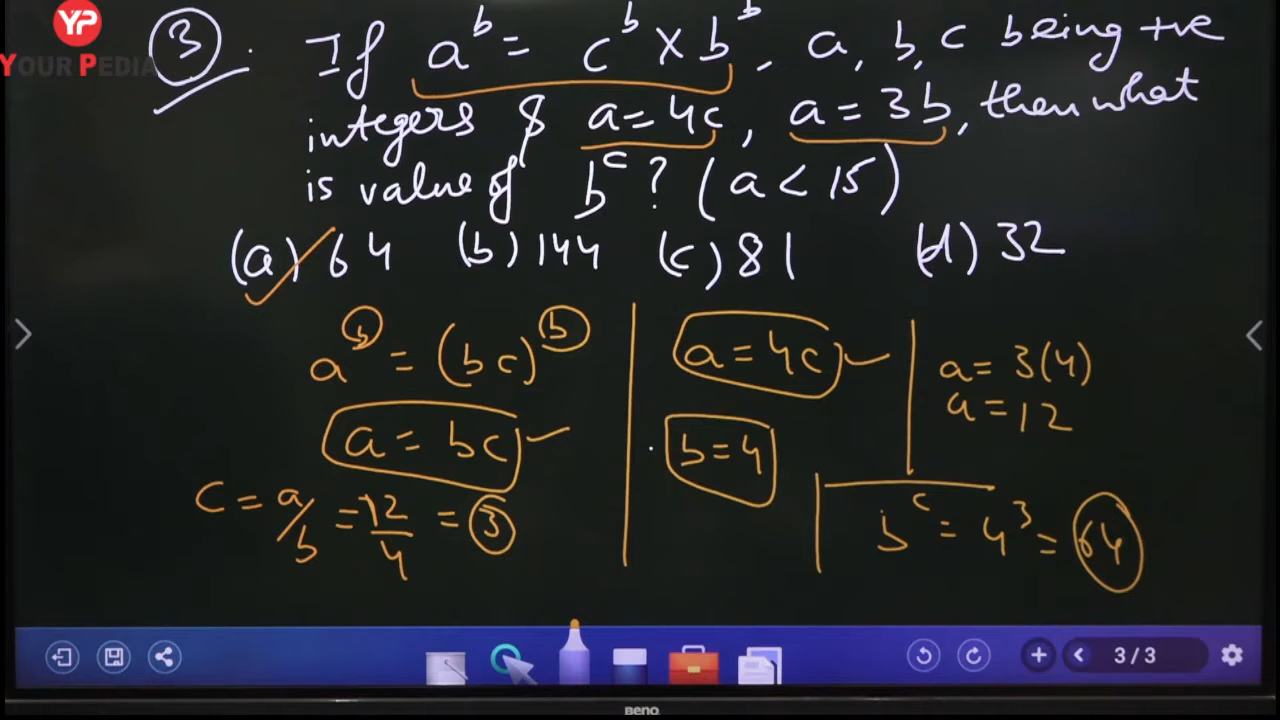 YP
YOUR PEDIA
(3). If a^b = c^b × b^b, a, b, c being +ve
integers & a = 4c, a = 3b, then what
is value of b^c ? (a < 15)
(a) 64 (b) 144 (c) 81 (d) 32
a^b = (bc)^b
a = bc
c = a/b = 12/4 = 3
a = 4c
b = 4
a = 3(4)
a = 12
b^c = 4^3 = 64
3 / 3
BenQ